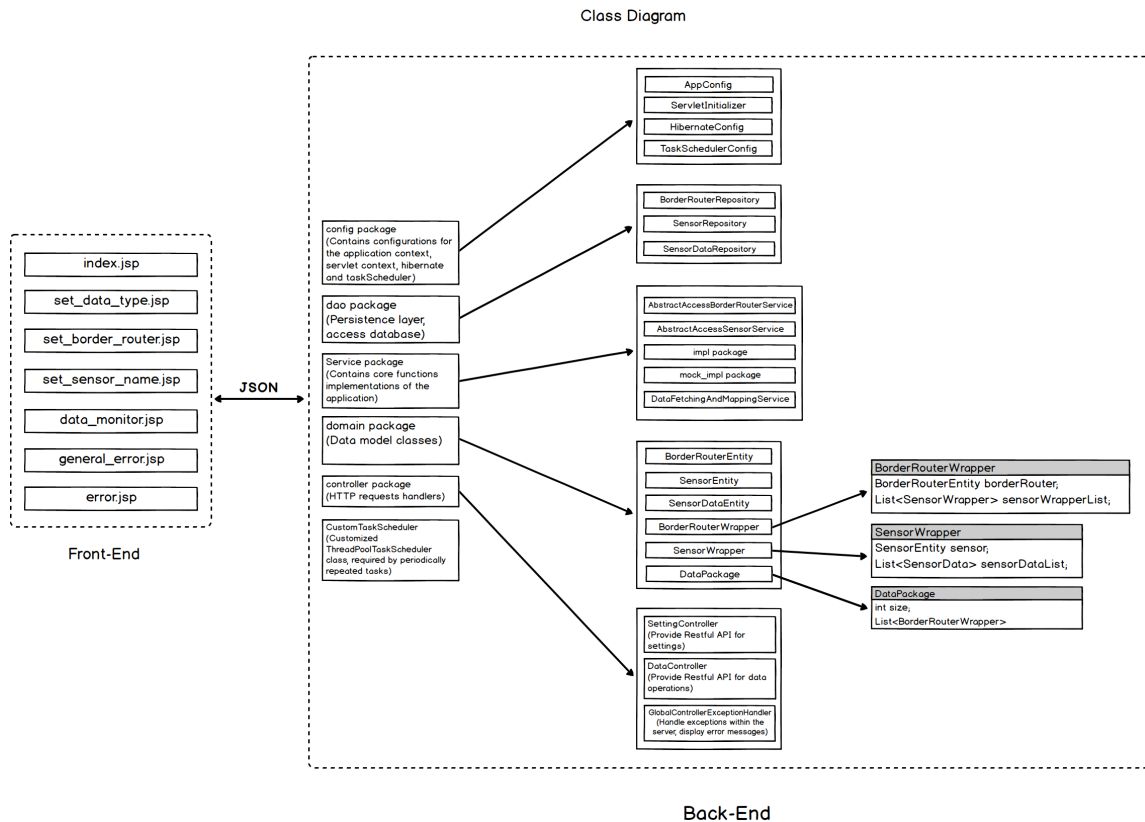 Class Diagram
index.jsp
set_data_type.jsp
set_border_router.jsp
set_sensor_name.jsp
data_monitor.jsp
general_error.jsp
error.jsp
Front-End
JSON
config package
(Contains configurations for
the application context,
servlet context, hibernate
and taskScheduler)
dao package
(Persistence layer,
access database)
Service package
(Contains core functions
implementations of the
application)
domain package
(Data model classes)
controller package
(HTTP requests handlers)
CustomTaskScheduler
(Customized
ThreadPoolTaskScheduler
class, required by periodically
repeated tasks)
AppConfig
ServletInitializer
HibernateConfig
TaskSchedulerConfig
BorderRouterRepository
SensorRepository
SensorDataRepository
AbstractAccessBorderRouterService
AbstractAccessSensorService
impl package
mock_impl package
DataFetchingAndMappingService
BorderRouterEntity
SensorEntity
SensorDataEntity
BorderRouterWrapper
SensorWrapper
DataPackage
SettingController
(Provide Restful API for
settings)
DataController
(Provide Restful API for data
operations)
GlobalControllerExceptionHandler
(Handle exceptions within the
server, display error messages)
BorderRouterWrapper
BorderRouterEntity borderRouter;
List<SensorWrapper> sensorWrapperList;
SensorWrapper
SensorEntity sensor;
List<SensorData> sensorDataList;
DataPackage
int size;
List<BorderRouterWrapper>
Back-End